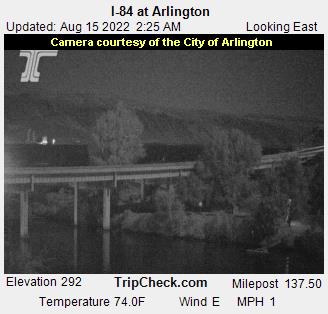 I-84 at Arlington
Updated: Aug 15 2022 2:25 AM Looking East
Camera courtesy of the City of Arlington
Elevation 292 TripCheck.com Milepost 137.50
Temperature 74.0F Wind E MPH 1